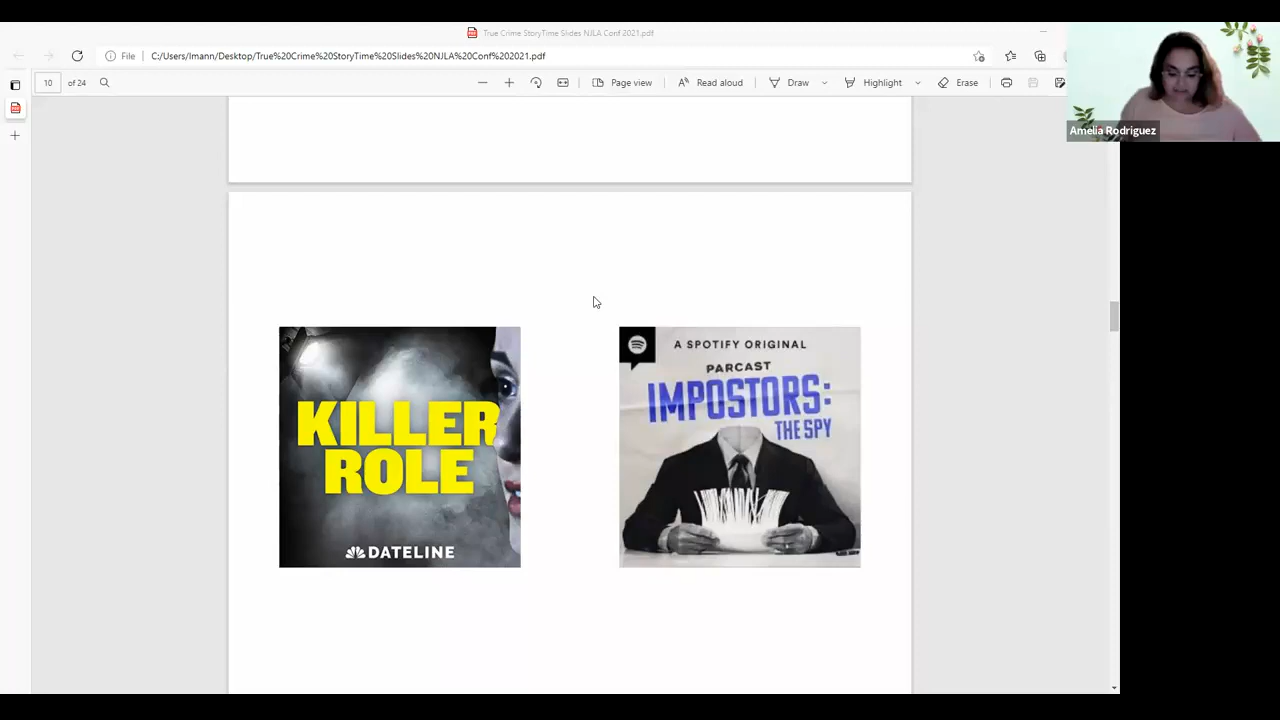 True Crime StoryTime Slides NJLA Conf 2021.pdf
File
C:/Users/lmann/Desktop/True%20Crime%20StoryTime%20Slides%20NJLA%20Conf%202021.pdf
10 of 24
Page view
Read aloud
Draw
Highlight
Erase
Amelia Rodriguez
KILLER
ROLE
DATELINE
A SPOTIFY ORIGINAL
PARCAST
IMPOSTORS:
THE SPY